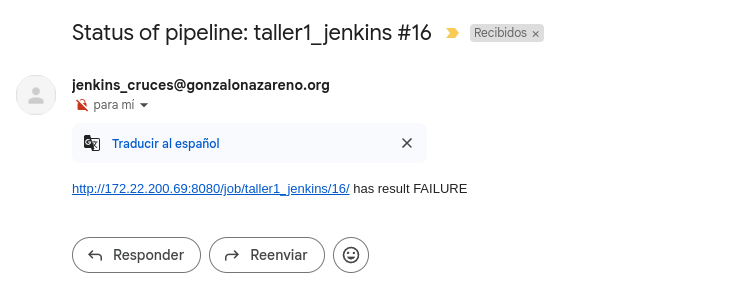 Status of pipeline: taller1_jenkins #16 Recibidos ×
jenkins_cruces@gonzalonazareno.org
para mí
Traducir al español
http://172.22.200.69:8080/job/taller1_jenkins/16/ has result FAILURE
Responder Reenviar